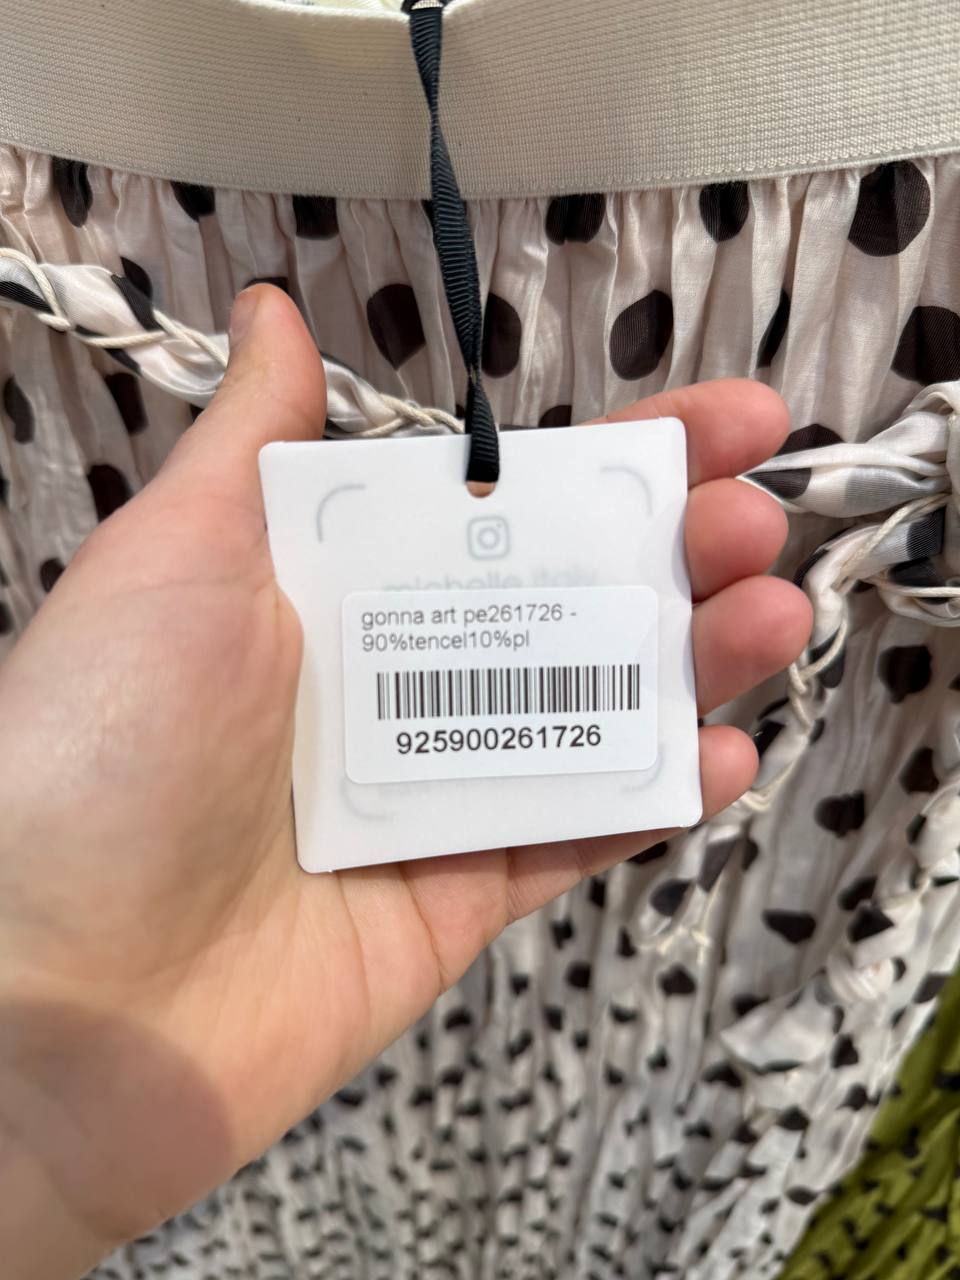 michelle italy
gonna art pe261726 -
90%tencel10%pl
925900261726